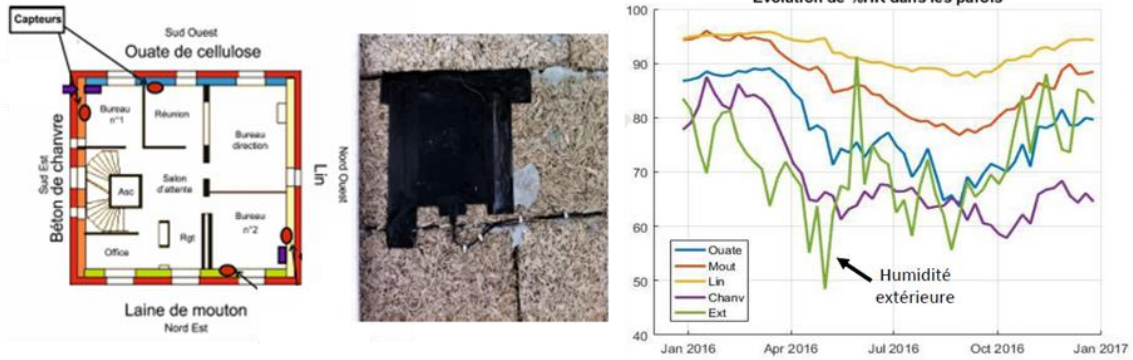 Capteurs
Sud Ouest
Ouate de cellulose
Bureau
n°1
Réunion
Bureau
direction
Sud Est
Béton de chanvre
Asc
Salon
d'attente
Lin
Nord Ouest
Office
Rgt
Bureau
n°2
Laine de mouton
Nord Est
Evolution de %HR dans les parois
100
90
80
70
60
50
40
Ouate
Mout
Lin
Chanv
Ext
Humidité
extérieure
Jan 2016
Apr 2016
Jul 2016
Oct 2016
Jan 2017